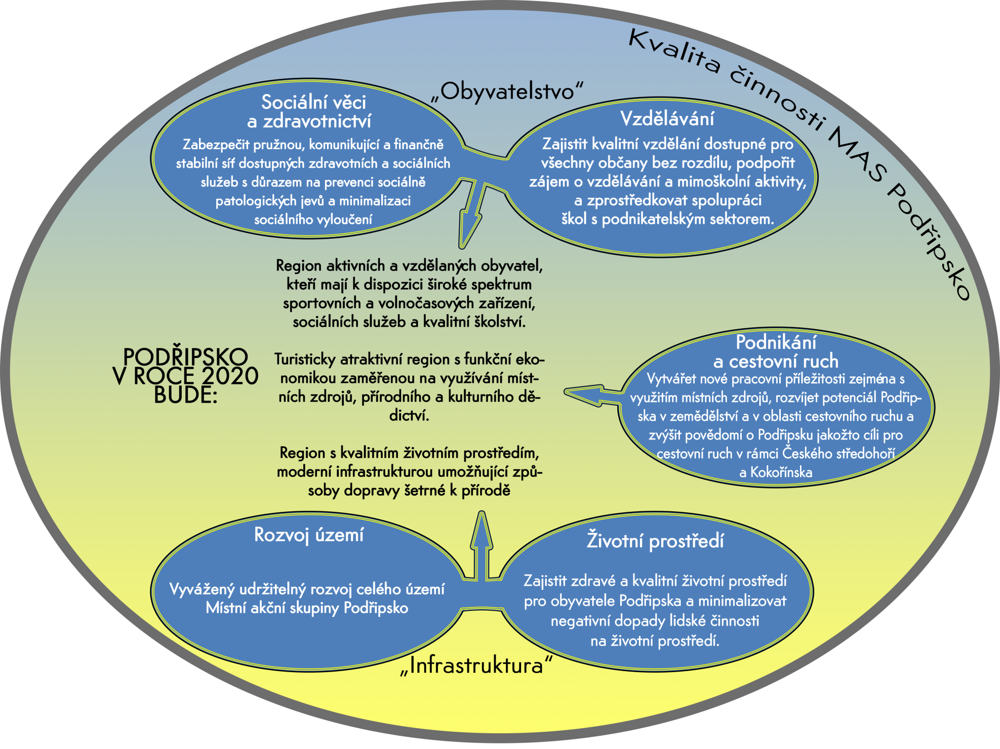 Kvalita činnosti MAS Podřipsko
„Obyvatelstvo“
Sociální věci
a zdravotnictví
Zabezpečit pružnou, komunikující a finančně
stabilní síť dostupných zdravotních a sociálních
služeb s důrazem na prevenci sociálně
patologických jevů a minimalizaci
sociálního vyloučení
Vzdělávání
Zajistit kvalitní vzdělání dostupné pro
všechny občany bez rozdílu, podpořit
zájem o vzdělávání a mimoškolní aktivity,
a zprostředkovat spolupráci
škol s podnikatelským sektorem.
PODŘIPSKO
V ROCE 2020
BUDE:
Region aktivních a vzdělaných obyvatel,
kteří mají k dispozici široké spektrum
sportovních a volnočasových zařízení,
sociálních služeb a kvalitní školství.
Turisticky atraktivní region s funkční eko-
nomikou zaměřenou na využívání míst-
ních zdrojů, přírodního a kulturního dě-
dictví.
Region s kvalitním životním prostředím,
moderní infrastrukturou umožňující způ-
soby dopravy šetrné k přírodě
Podnikání
a cestovní ruch
Vytvářet nové pracovní příležitosti zejména s
využitím místních zdrojů, rozvíjet potenciál Podřip-
ska v zemědělství a v oblasti cestovního ruchu a
zvýšit povědomí o Podřipsku jakožto cíli pro
cestovní ruch v rámci Českého středohoří
a Kokořínska
Rozvoj území
Vyvážený udržitelný rozvoj celého území
Místní akční skupiny Podřipsko
Životní prostředí
Zajistit zdravé a kvalitní životní prostředí
pro obyvatele Podřipska a minimalizovat
negativní dopady lidské činnosti
na životní prostředí.
„Infrastruktura“